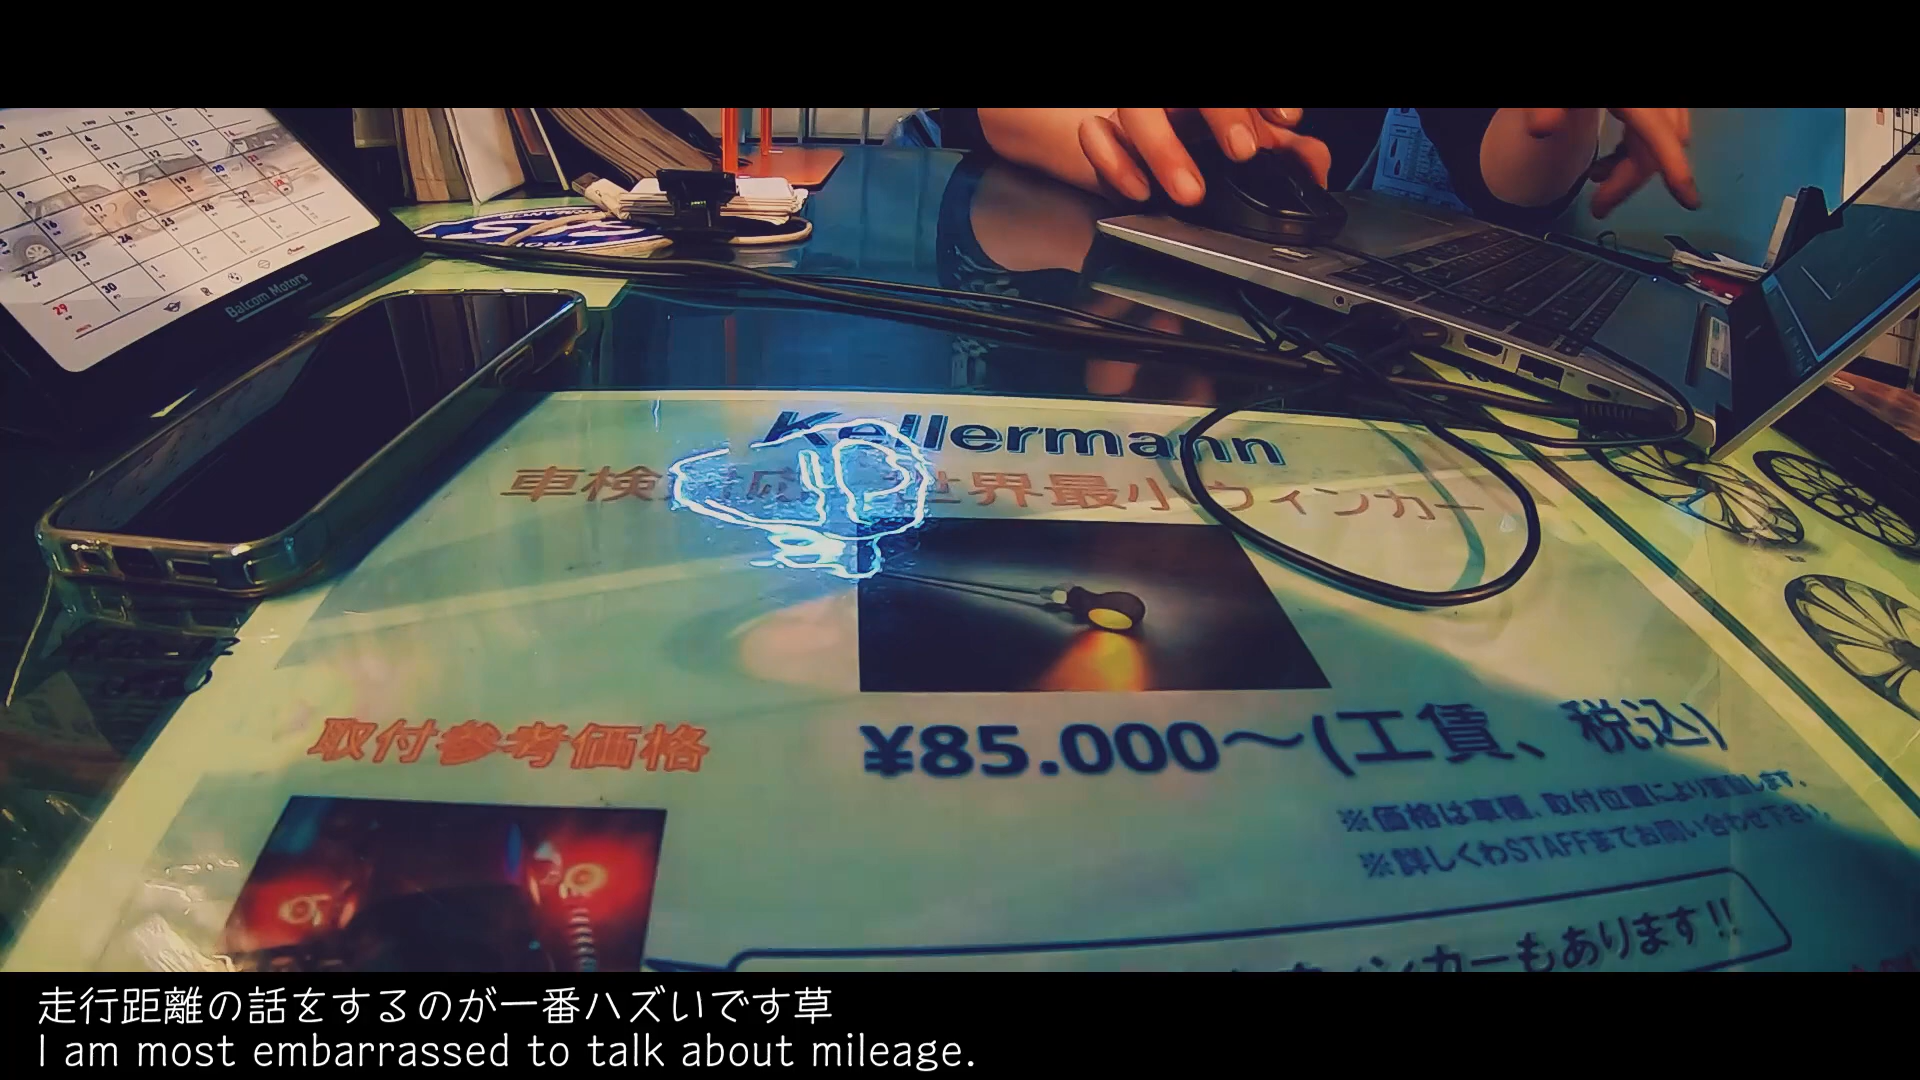 Balcom Motors
Kellermann
車検 応 世界最小ウィンカー
取付参考価格
¥85.000～(工賃、税込)
※価格は車種、取付位置により変動します。
※詳しくわSTAFFまでお問い合わせ下さい。
ウィンカーもあります!!
走行距離の話をするのが一番ハズいです草
I am most embarrassed to talk about mileage.